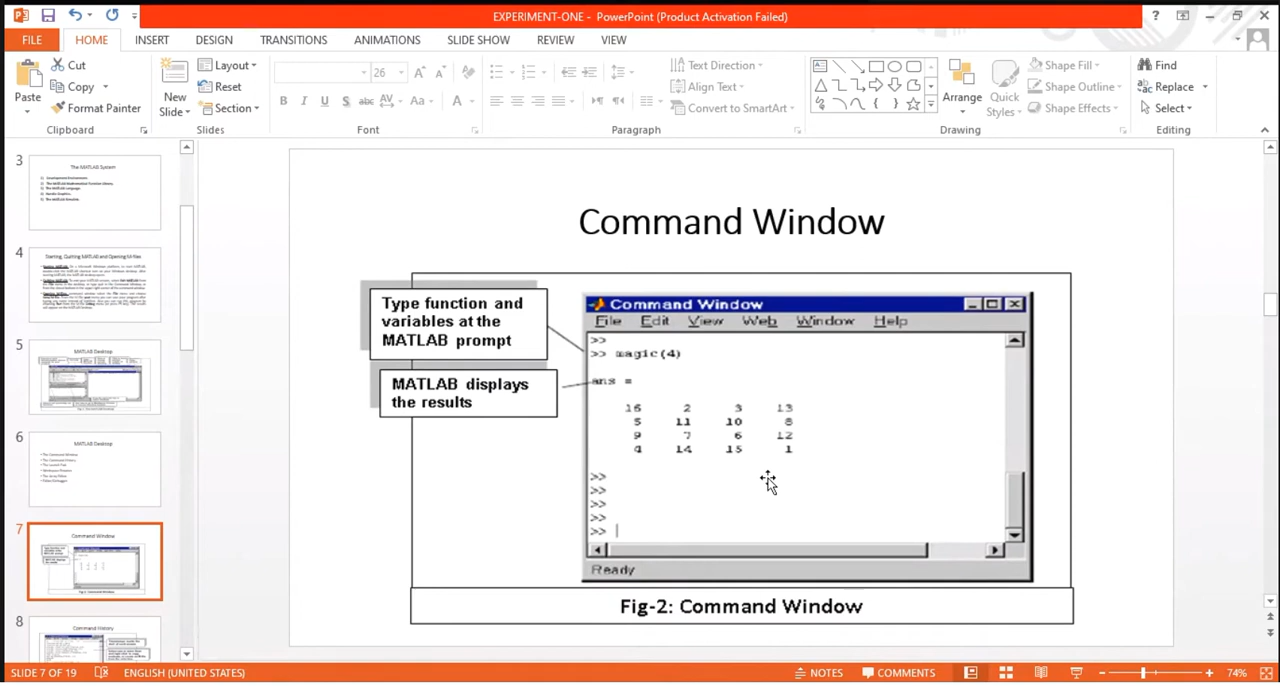 EXPERIMENT-ONE - PowerPoint (Product Activation Failed)
FILE HOME INSERT DESIGN TRANSITIONS ANIMATIONS SLIDE SHOW REVIEW VIEW
Paste
Cut
Copy
Format Painter
Clipboard
New
Slide
Layout
Reset
Section
Slides
26
B I U S abc AV Aa A
Font
Text Direction
Align Text
Convert to SmartArt
Paragraph
Arrange
Quick
Styles
Shape Fill
Shape Outline
Shape Effects
Drawing
Find
Replace
Select
Editing
3
The MATLAB System
4
Starting, Quitting MATLAB and Opening M-files
5
MATLAB Desktop
6
MATLAB Desktop
7
Command Window
8
Command History
Command Window
Type function and
variables at the
MATLAB prompt
MATLAB displays
the results
Command Window
File Edit View Web Window Help
>>
>> magic(4)
ans =
16 2 3 13
5 11 10 8
9 7 6 12
4 14 15 1
>>
>>
>>
>>
>>
Ready
Fig-2: Command Window
SLIDE 7 OF 19 ENGLISH (UNITED STATES) NOTES COMMENTS 74%